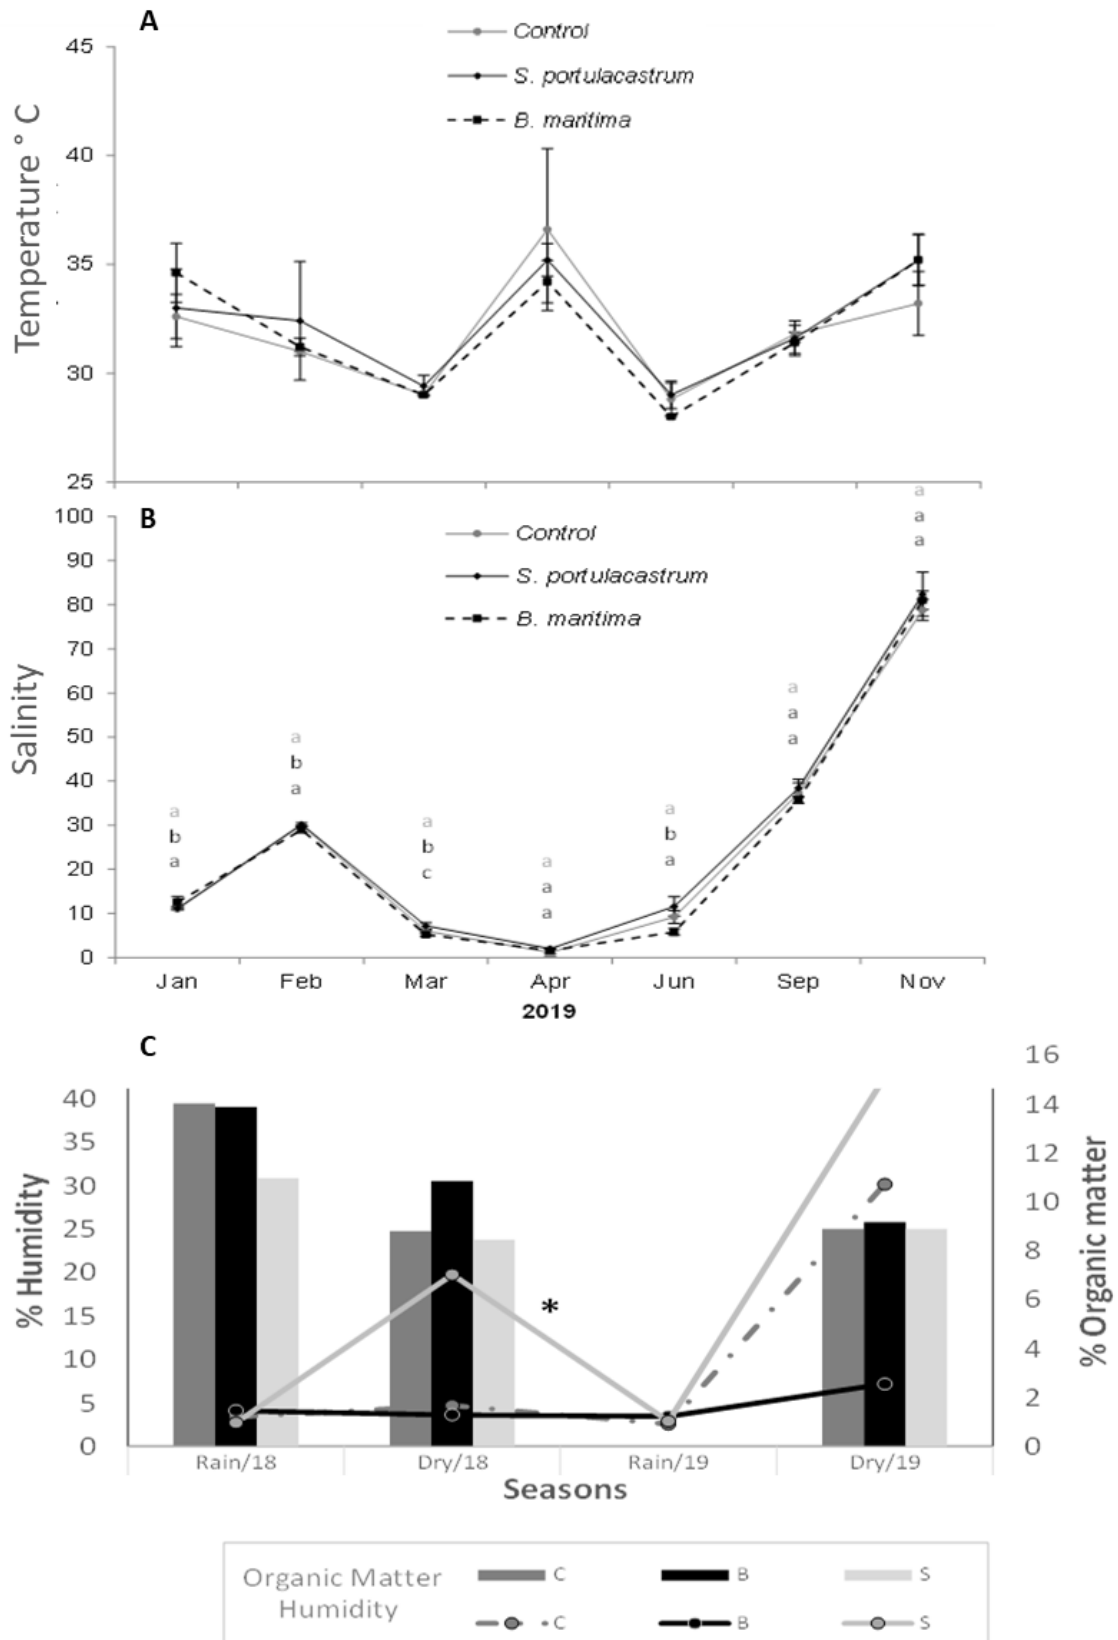 A
Control
S. portulacastrum
B. maritima
Temperature ° C
45
40
35
30
25
B
Control
S. portulacastrum
B. maritima
Salinity
100
90
80
70
60
50
40
30
20
10
0
a
b
a
a
b
a
a
b
c
a
a
a
a
b
a
a
a
a
a
a
a
Jan Feb Mar Apr Jun Sep Nov
2019
C
% Humidity
40
35
30
25
20
15
10
5
0
*
16
14
12
10
8
6
4
2
0
% Organic matter
Rain/18 Dry/18 Rain/19 Dry/19
Seasons
Organic Matter C B S
Humidity C B S